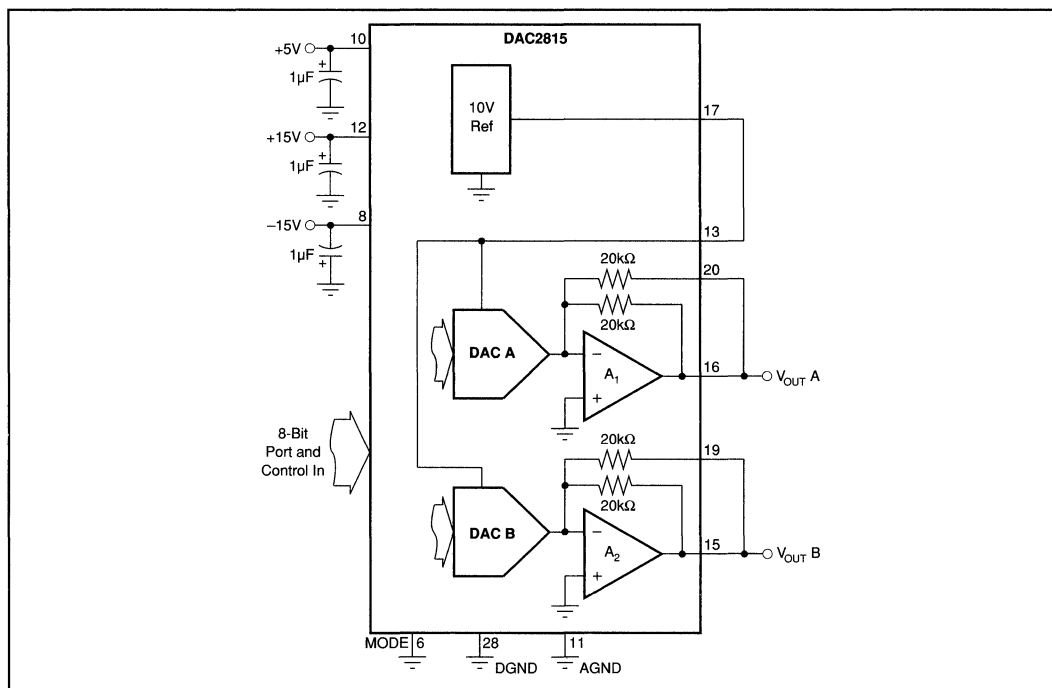 DAC2815
+5V
10
+
1µF
10V
Ref
17
+15V
12
+
1µF
–15V
8
1µF
+
13
20kΩ
20
20kΩ
DAC A
–
A1
+
16
VOUT A
8-Bit
Port and
Control In
20kΩ
19
20kΩ
DAC B
–
A2
+
15
VOUT B
MODE
6
28
DGND
11
AGND